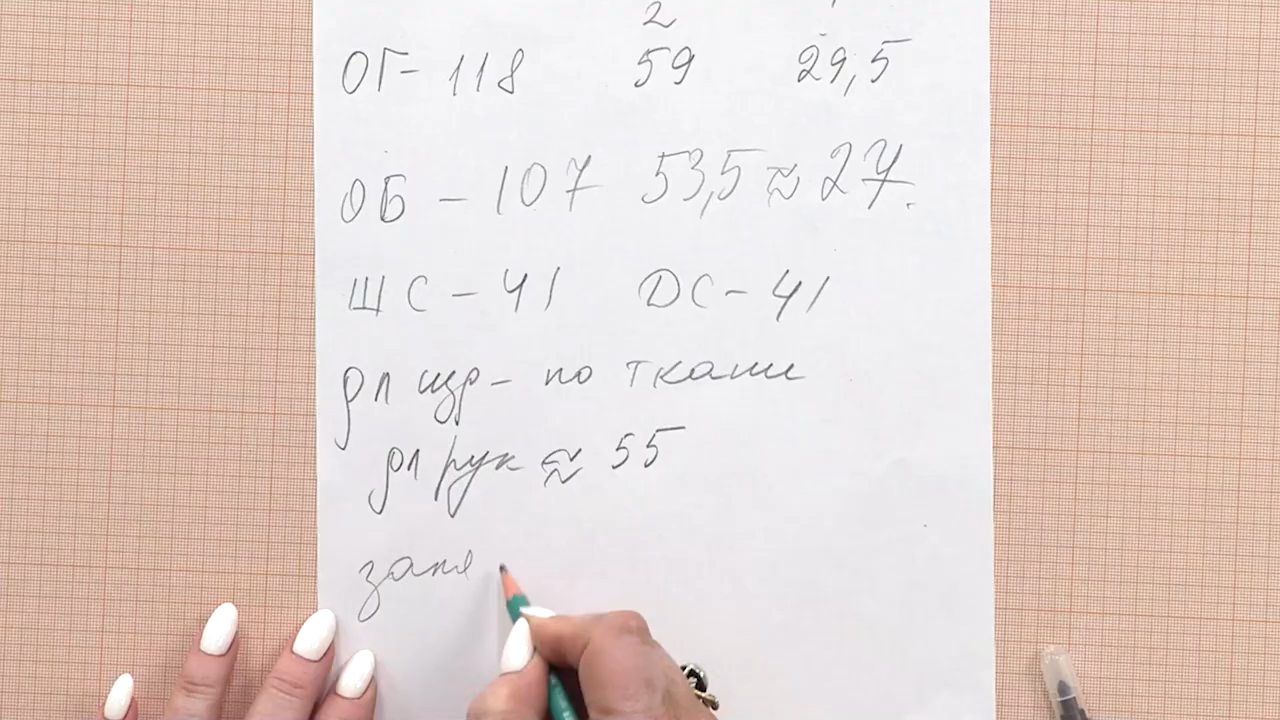 2
ОГ- 118 59 29,5
ОБ - 107 53,5 ≈ 27.
ШС - 41 ДС - 41
дл изд - по ткани
дл рук ≈ 55
запя